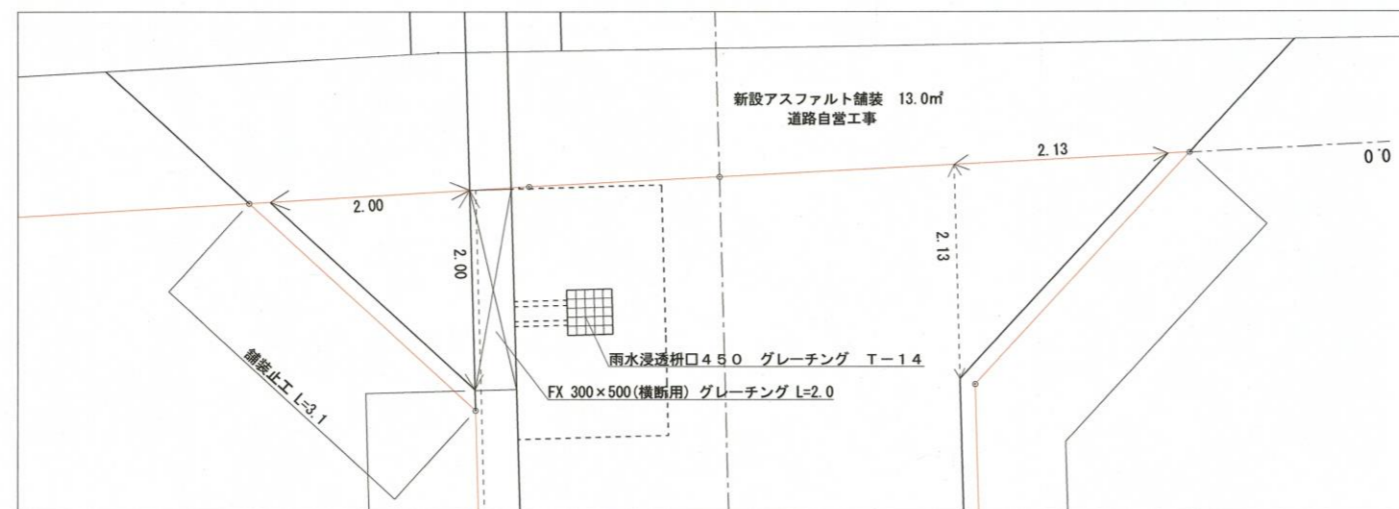 新設アスファルト舗装 13.0㎡
道路自営工事
2.13
0.0
2.00
2.00
2.13
雨水浸透枡口450 グレーチング T-14
FX 300×500(横断用) グレーチング L=2.0
舗装止工 L=3.1